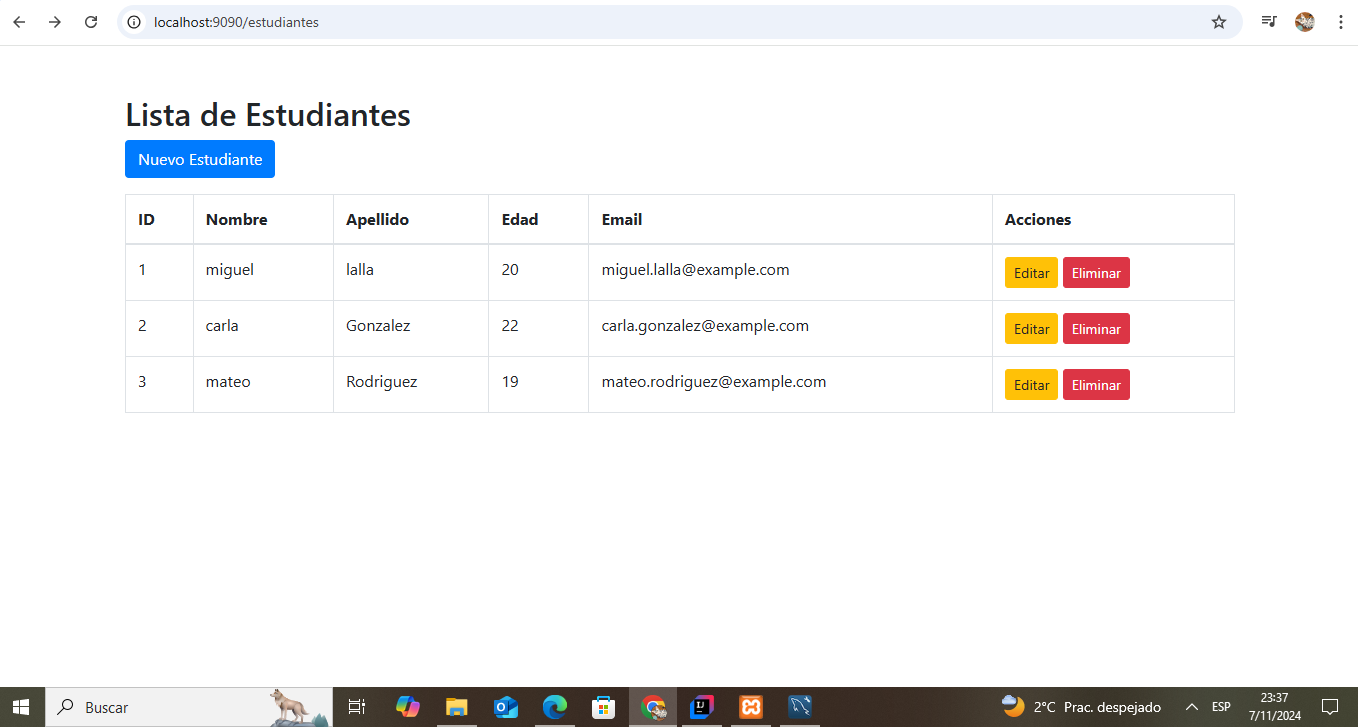 localhost:9090/estudiantes
Lista de Estudiantes
Nuevo Estudiante
ID Nombre Apellido Edad Email Acciones
1 miguel lalla 20 miguel.lalla@example.com Editar Eliminar
2 carla Gonzalez 22 carla.gonzalez@example.com Editar Eliminar
3 mateo Rodriguez 19 mateo.rodriguez@example.com Editar Eliminar
Buscar
2°C Prac. despejado
ESP
23:37
7/11/2024